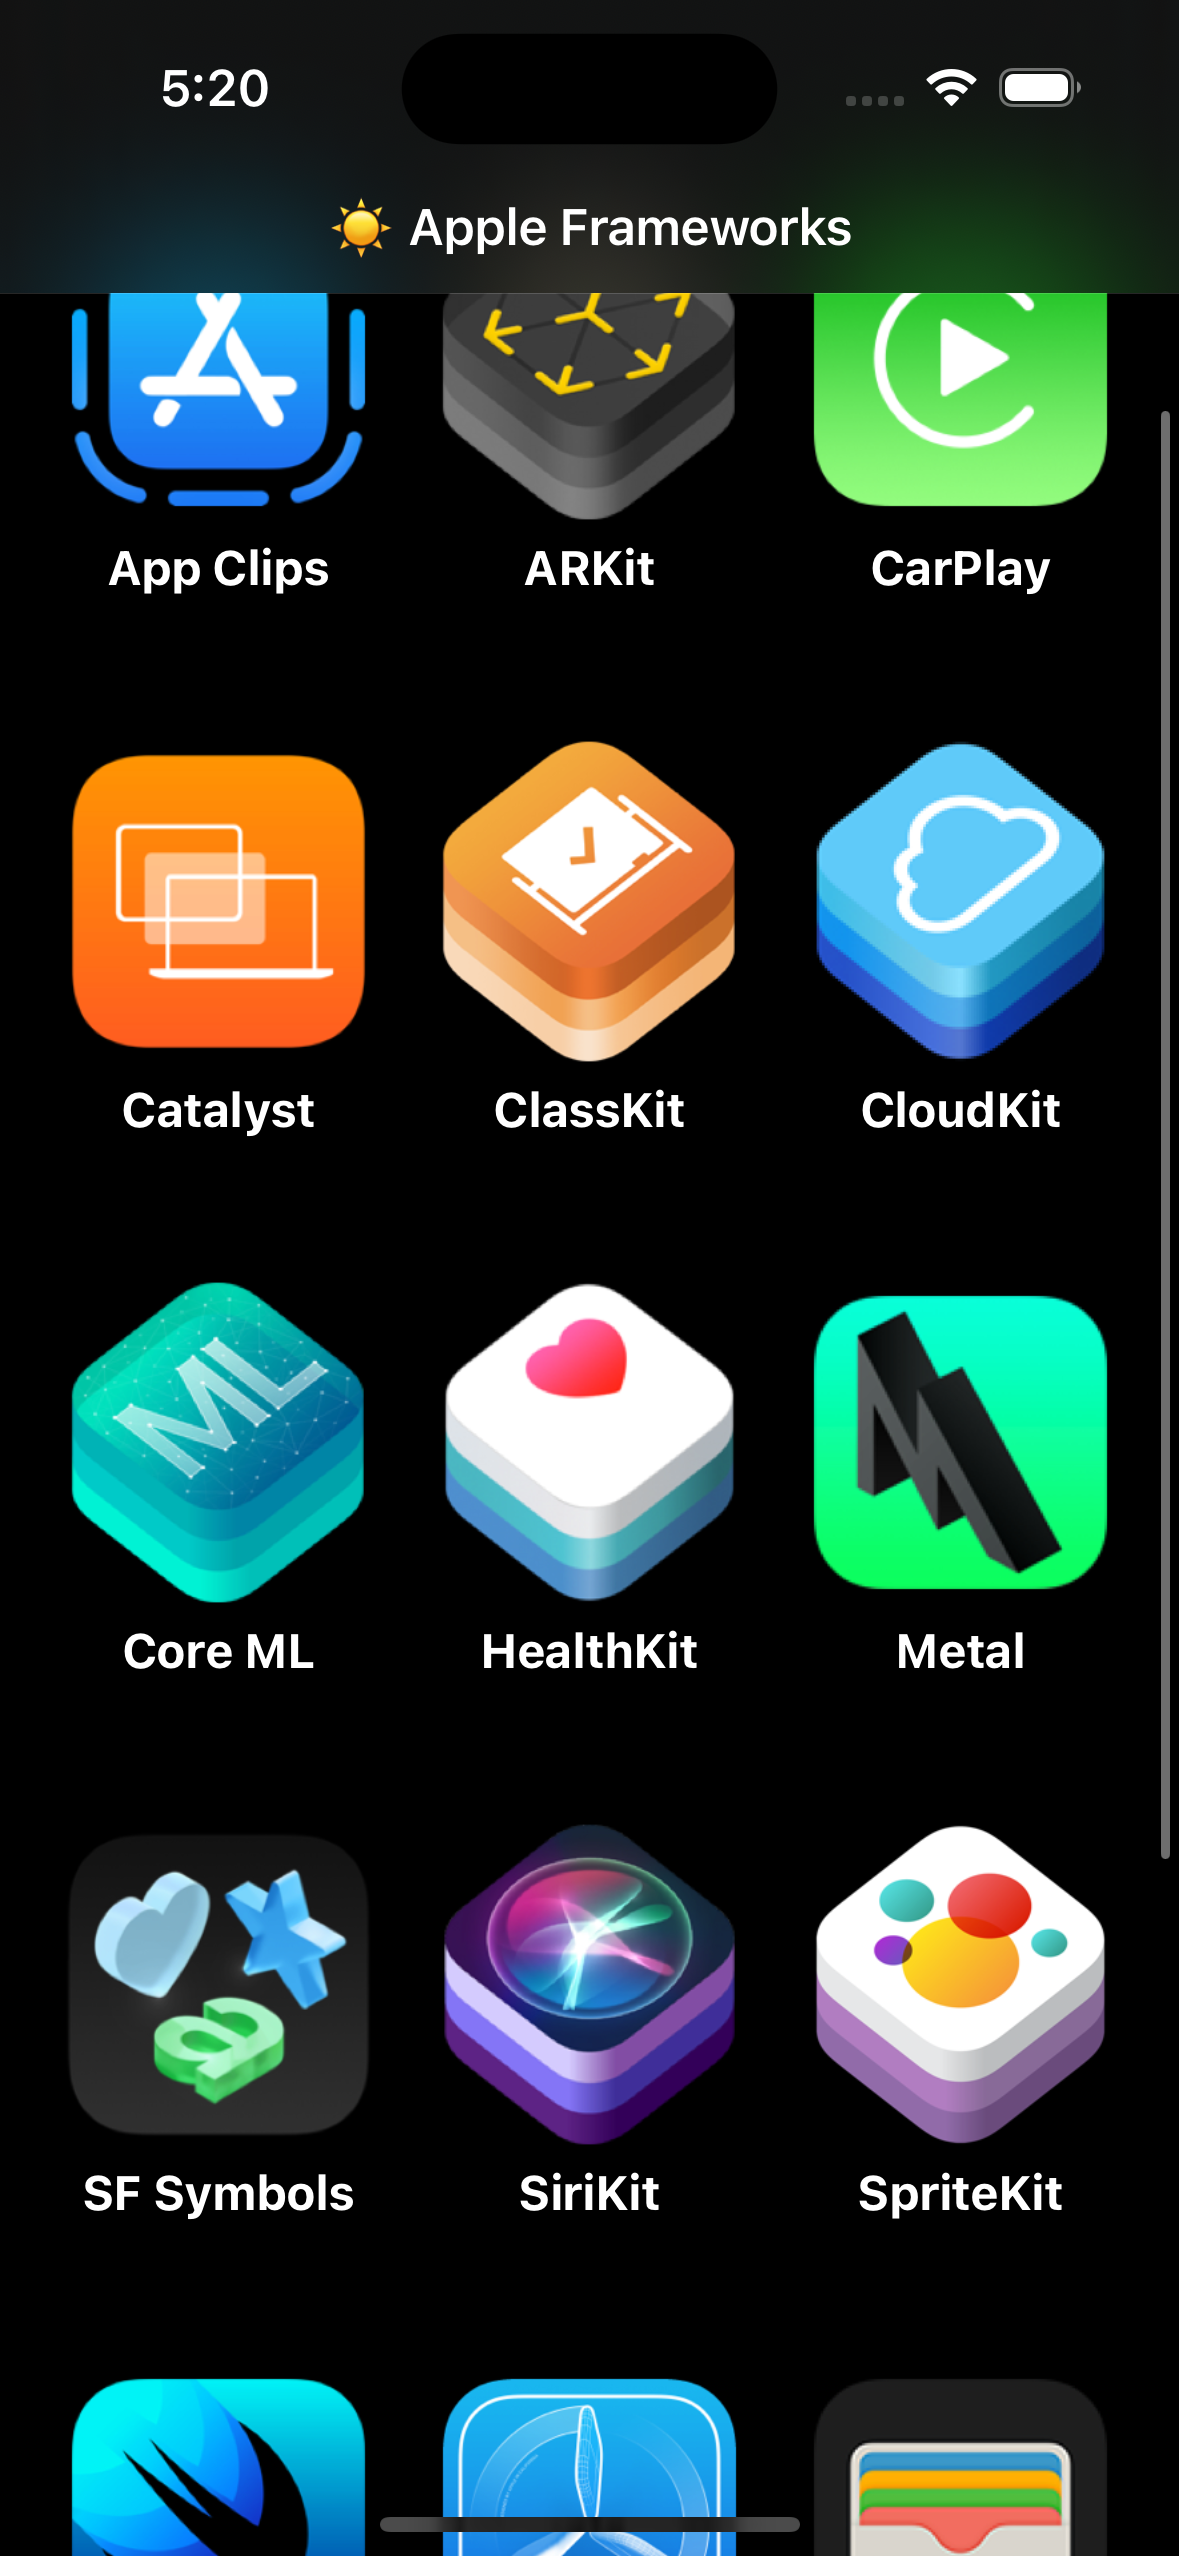 5:20
☀️ Apple Frameworks
App Clips
ARKit
CarPlay
Catalyst
ClassKit
CloudKit
ML
Core ML
HealthKit
Metal
a
SF Symbols
SiriKit
SpriteKit